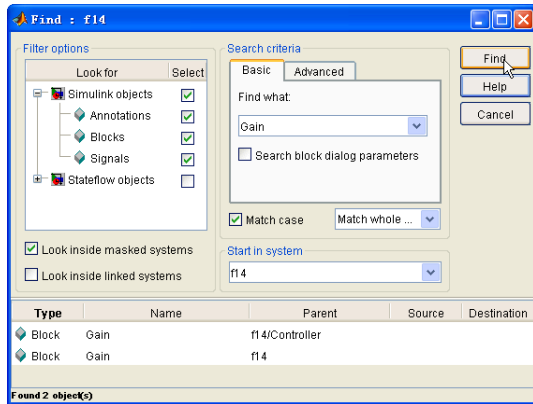 Find : f14
Filter options
Look for Select
Simulink objects
Annotations
Blocks
Signals
Stateflow objects
Look inside masked systems
Look inside linked systems
Search criteria
Basic Advanced
Find what:
Gain
Search block dialog parameters
Match case Match whole ...
Start in system
f14
Find
Help
Cancel
Type Name Parent Source Destination
Block Gain f14/Controller
Block Gain f14
Found 2 object(s)